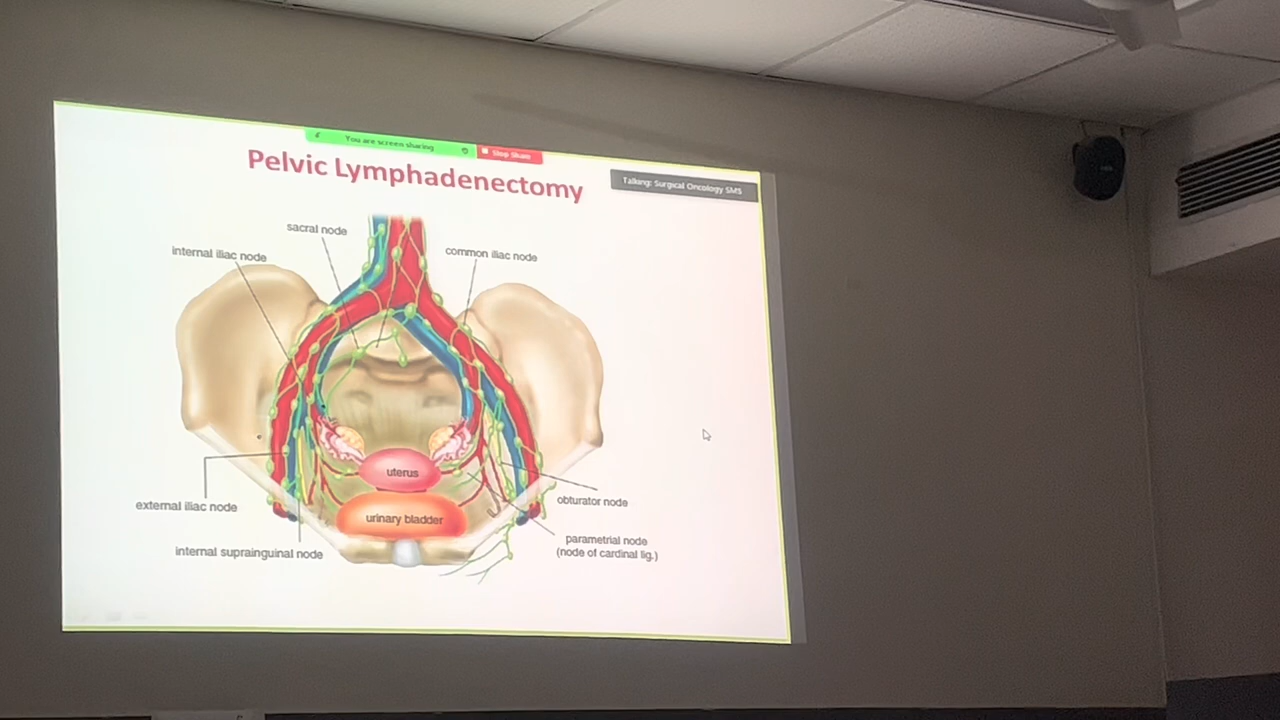 You are screen sharing
Stop Share
Pelvic Lymphadenectomy
Talking: Surgical Oncology SMS
sacral node
internal iliac node
common iliac node
uterus
urinary bladder
external iliac node
obturator node
internal suprainguinal node
parametrial node
(node of cardinal lig.)